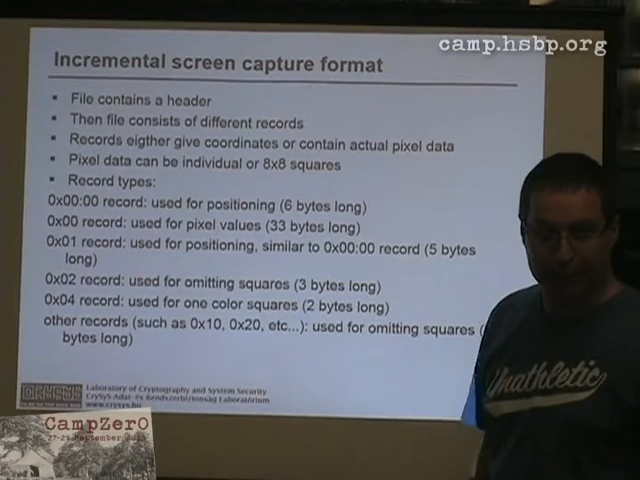 camp.hsbp.org
Incremental screen capture format
File contains a header
Then file consists of different records
Records eigther give coordinates or contain actual pixel data
Pixel data can be individual or 8x8 squares
Record types:
0x00:00 record: used for positioning (6 bytes long)
0x00 record: used for pixel values (33 bytes long)
0x01 record: used for positioning, similar to 0x00:00 record (5 bytes
long)
0x02 record: used for omitting squares (3 bytes long)
0x04 record: used for one color squares (2 bytes long)
other records (such as 0x10, 0x20, etc...): used for omitting squares (
bytes long)
Unathletic
Laboratory of Cryptography and System Security
CrySyS Adat- és Rendszerbiztonság Laboratórium
www.crysys.hu
CampZer0